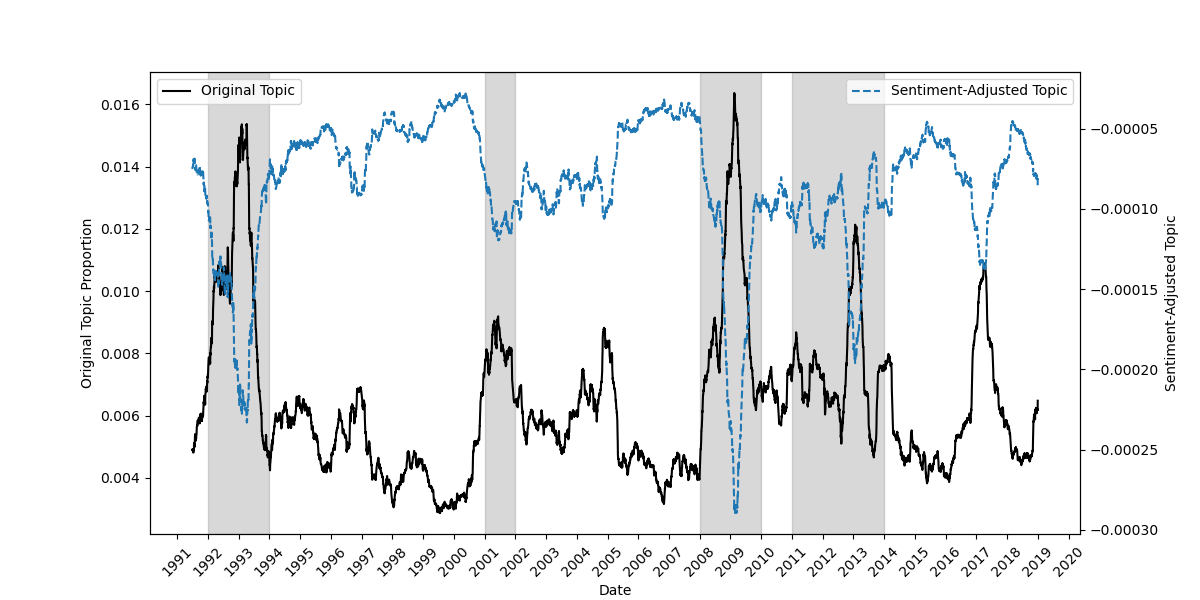 Original Topic
Sentiment-Adjusted Topic
0.016
0.014
0.012
0.010
0.008
0.006
0.004
Original Topic Proportion
−0.00005
−0.00010
−0.00015
−0.00020
−0.00025
−0.00030
Sentiment-Adjusted Topic
1991 1992 1993 1994 1995 1996 1997 1998 1999 2000 2001 2002 2003 2004 2005 2006 2007 2008 2009 2010 2011 2012 2013 2014 2015 2016 2017 2018 2019 2020
Date